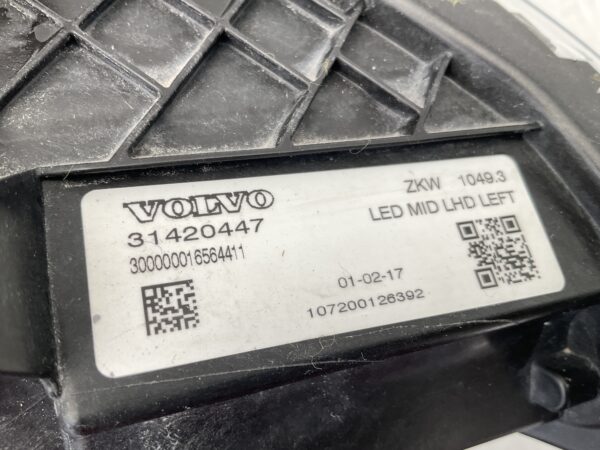 VOLVO
31420447
300000016564411
ZKW 1049.3
LED MID LHD LEFT
01-02-17
107200126392